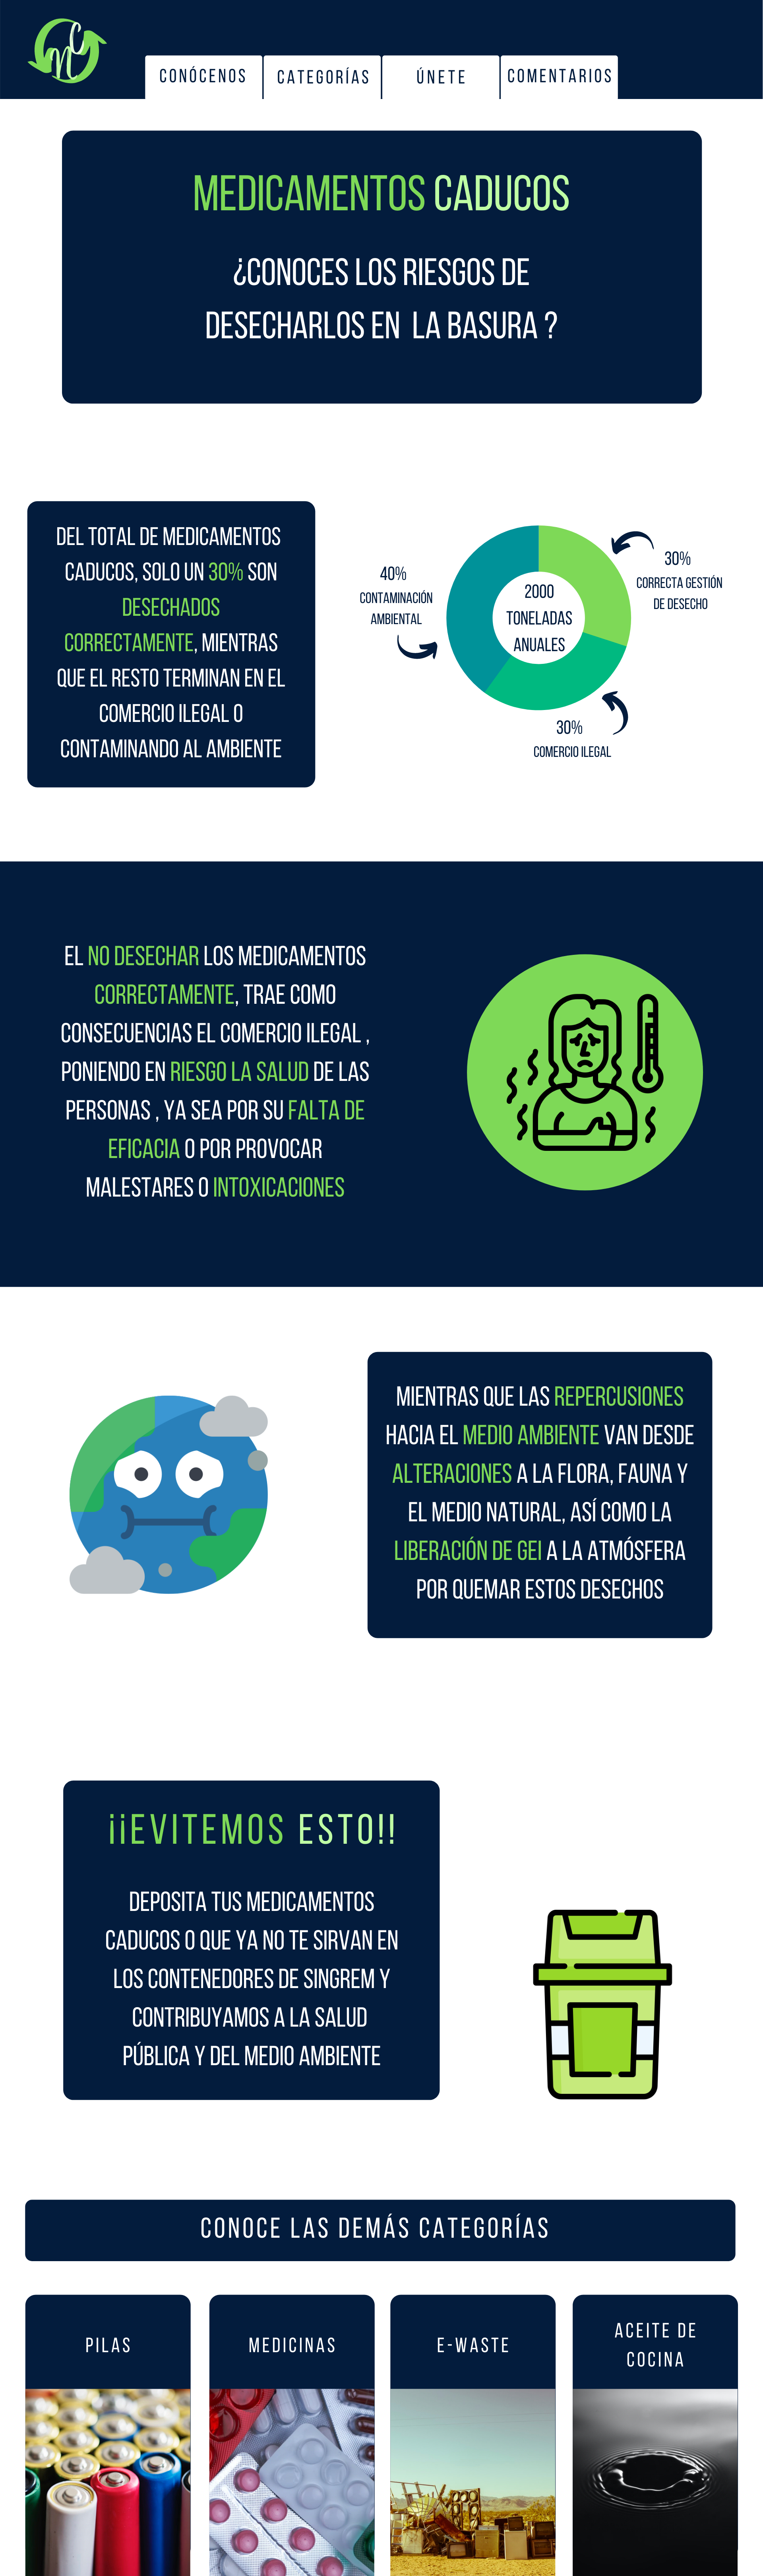 NC
CONÓCENOS
CATEGORÍAS
ÚNETE
COMENTARIOS
MEDICAMENTOS CADUCOS
¿CONOCES LOS RIESGOS DE
DESECHARLOS EN LA BASURA ?
DEL TOTAL DE MEDICAMENTOS
CADUCOS, SOLO UN 30% SON
DESECHADOS
CORRECTAMENTE, MIENTRAS
QUE EL RESTO TERMINAN EN EL
COMERCIO ILEGAL O
CONTAMINANDO AL AMBIENTE
40%
CONTAMINACIÓN
AMBIENTAL
2000
TONELADAS
ANUALES
30%
CORRECTA GESTIÓN
DE DESECHO
30%
COMERCIO ILEGAL
EL NO DESECHAR LOS MEDICAMENTOS
CORRECTAMENTE, TRAE COMO
CONSECUENCIAS EL COMERCIO ILEGAL ,
PONIENDO EN RIESGO LA SALUD DE LAS
PERSONAS , YA SEA POR SU FALTA DE
EFICACIA O POR PROVOCAR
MALESTARES O INTOXICACIONES
MIENTRAS QUE LAS REPERCUSIONES
HACIA EL MEDIO AMBIENTE VAN DESDE
ALTERACIONES A LA FLORA, FAUNA Y
EL MEDIO NATURAL, ASÍ COMO LA
LIBERACIÓN DE GEI A LA ATMÓSFERA
POR QUEMAR ESTOS DESECHOS
¡¡EVITEMOS ESTO!!
DEPOSITA TUS MEDICAMENTOS
CADUCOS O QUE YA NO TE SIRVAN EN
LOS CONTENEDORES DE SINGREM Y
CONTRIBUYAMOS A LA SALUD
PÚBLICA Y DEL MEDIO AMBIENTE
CONOCE LAS DEMÁS CATEGORÍAS
PILAS
MEDICINAS
E-WASTE
ACEITE DE
COCINA